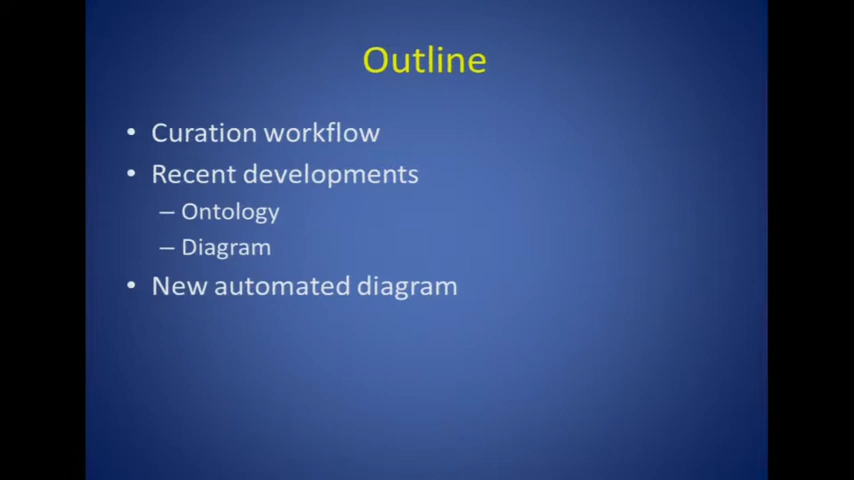 Outline
• Curation workflow
• Recent developments
– Ontology
– Diagram
• New automated diagram